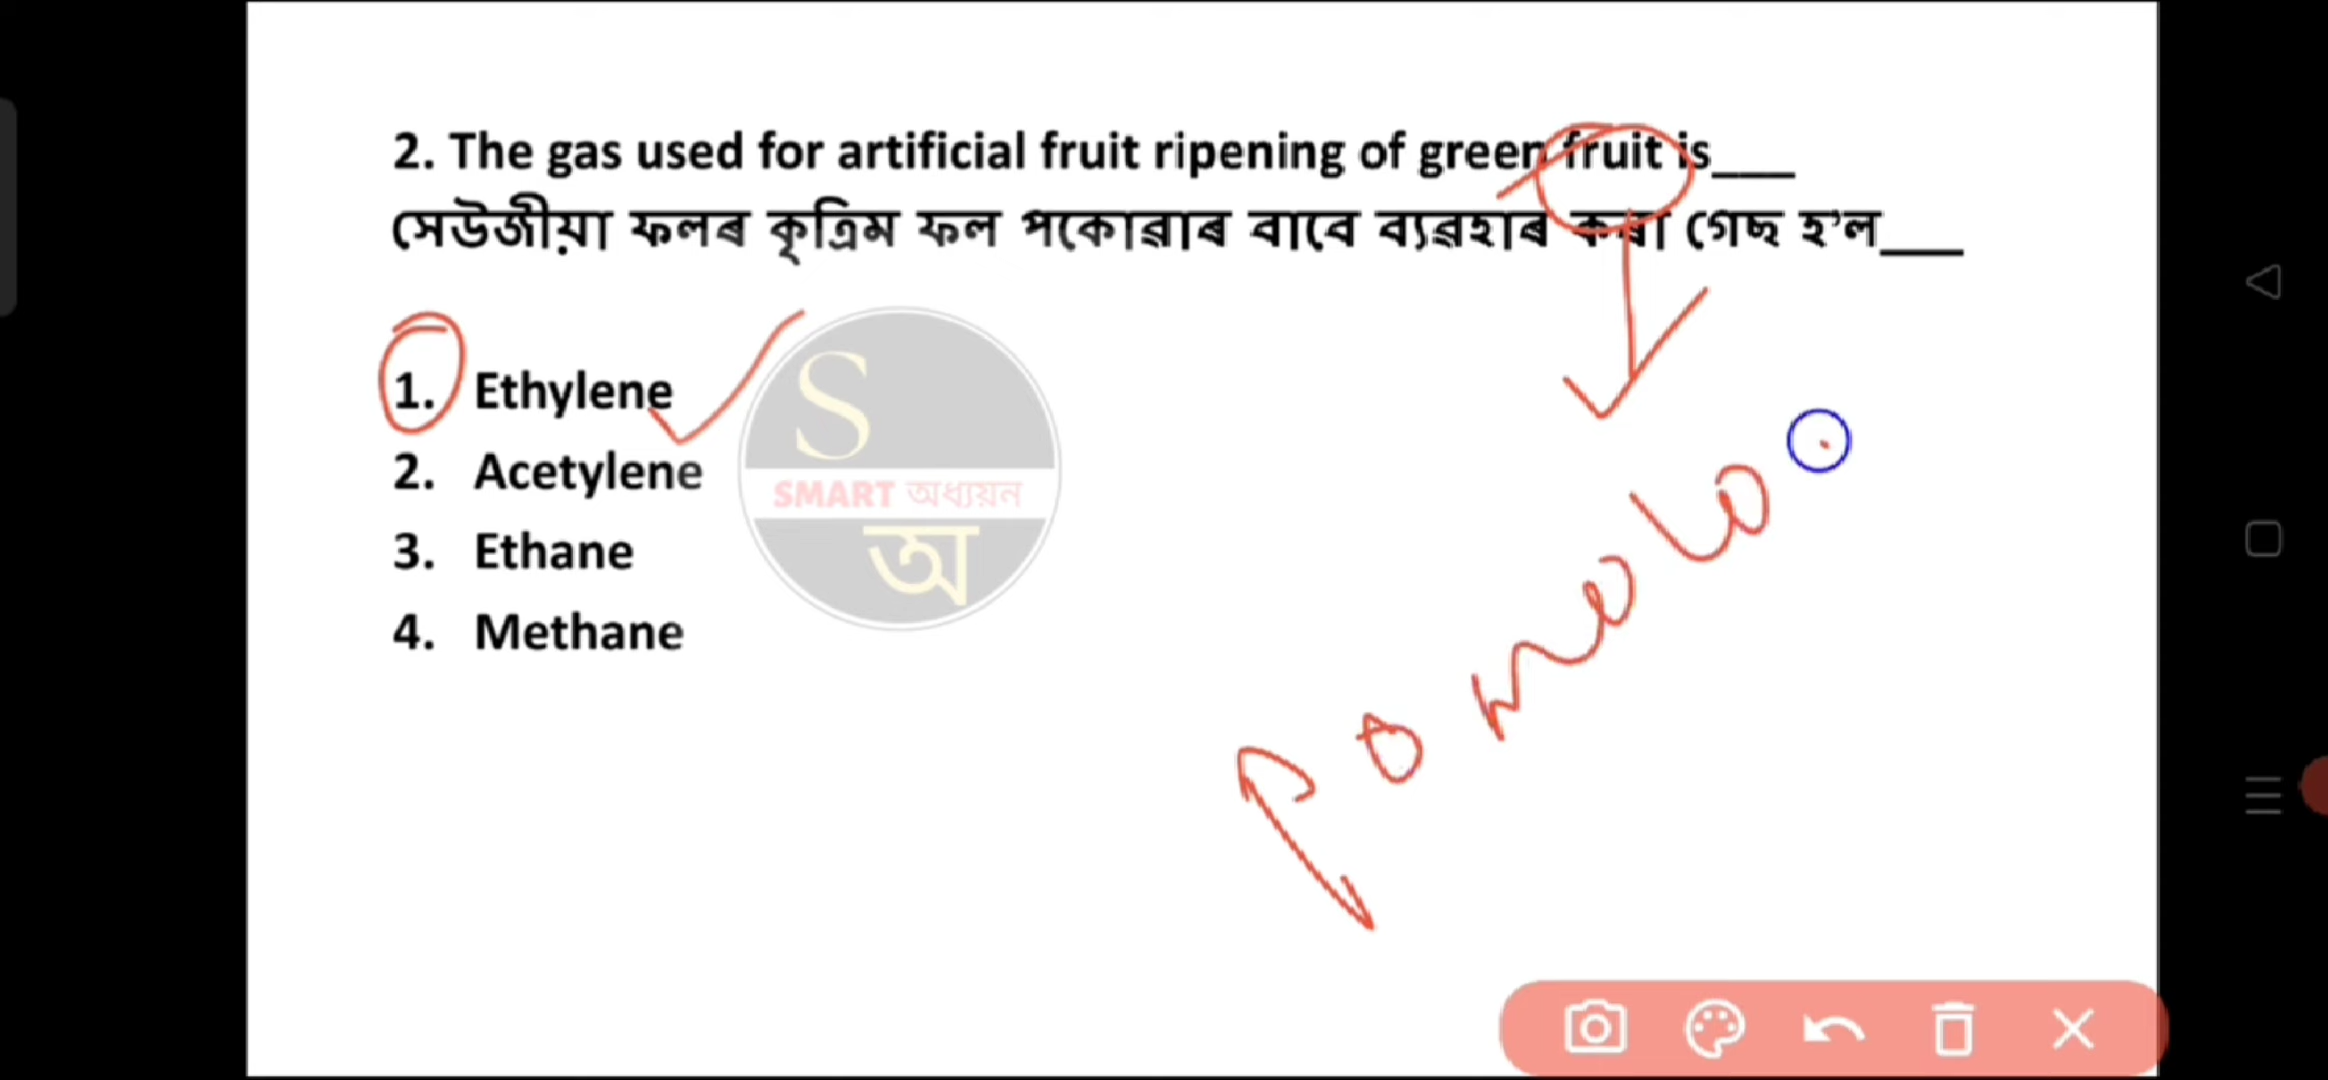 2. The gas used for artificial fruit ripening of green fruit is___
সেউজীয়া ফলৰ কৃত্ৰিম ফল পকোৱাৰ বাবে ব্যৱহাৰ কৰা গেছ হ'ল___
1. Ethylene
2. Acetylene
3. Ethane
4. Methane
S
SMART অধ্যয়ন
অ
Pomolo